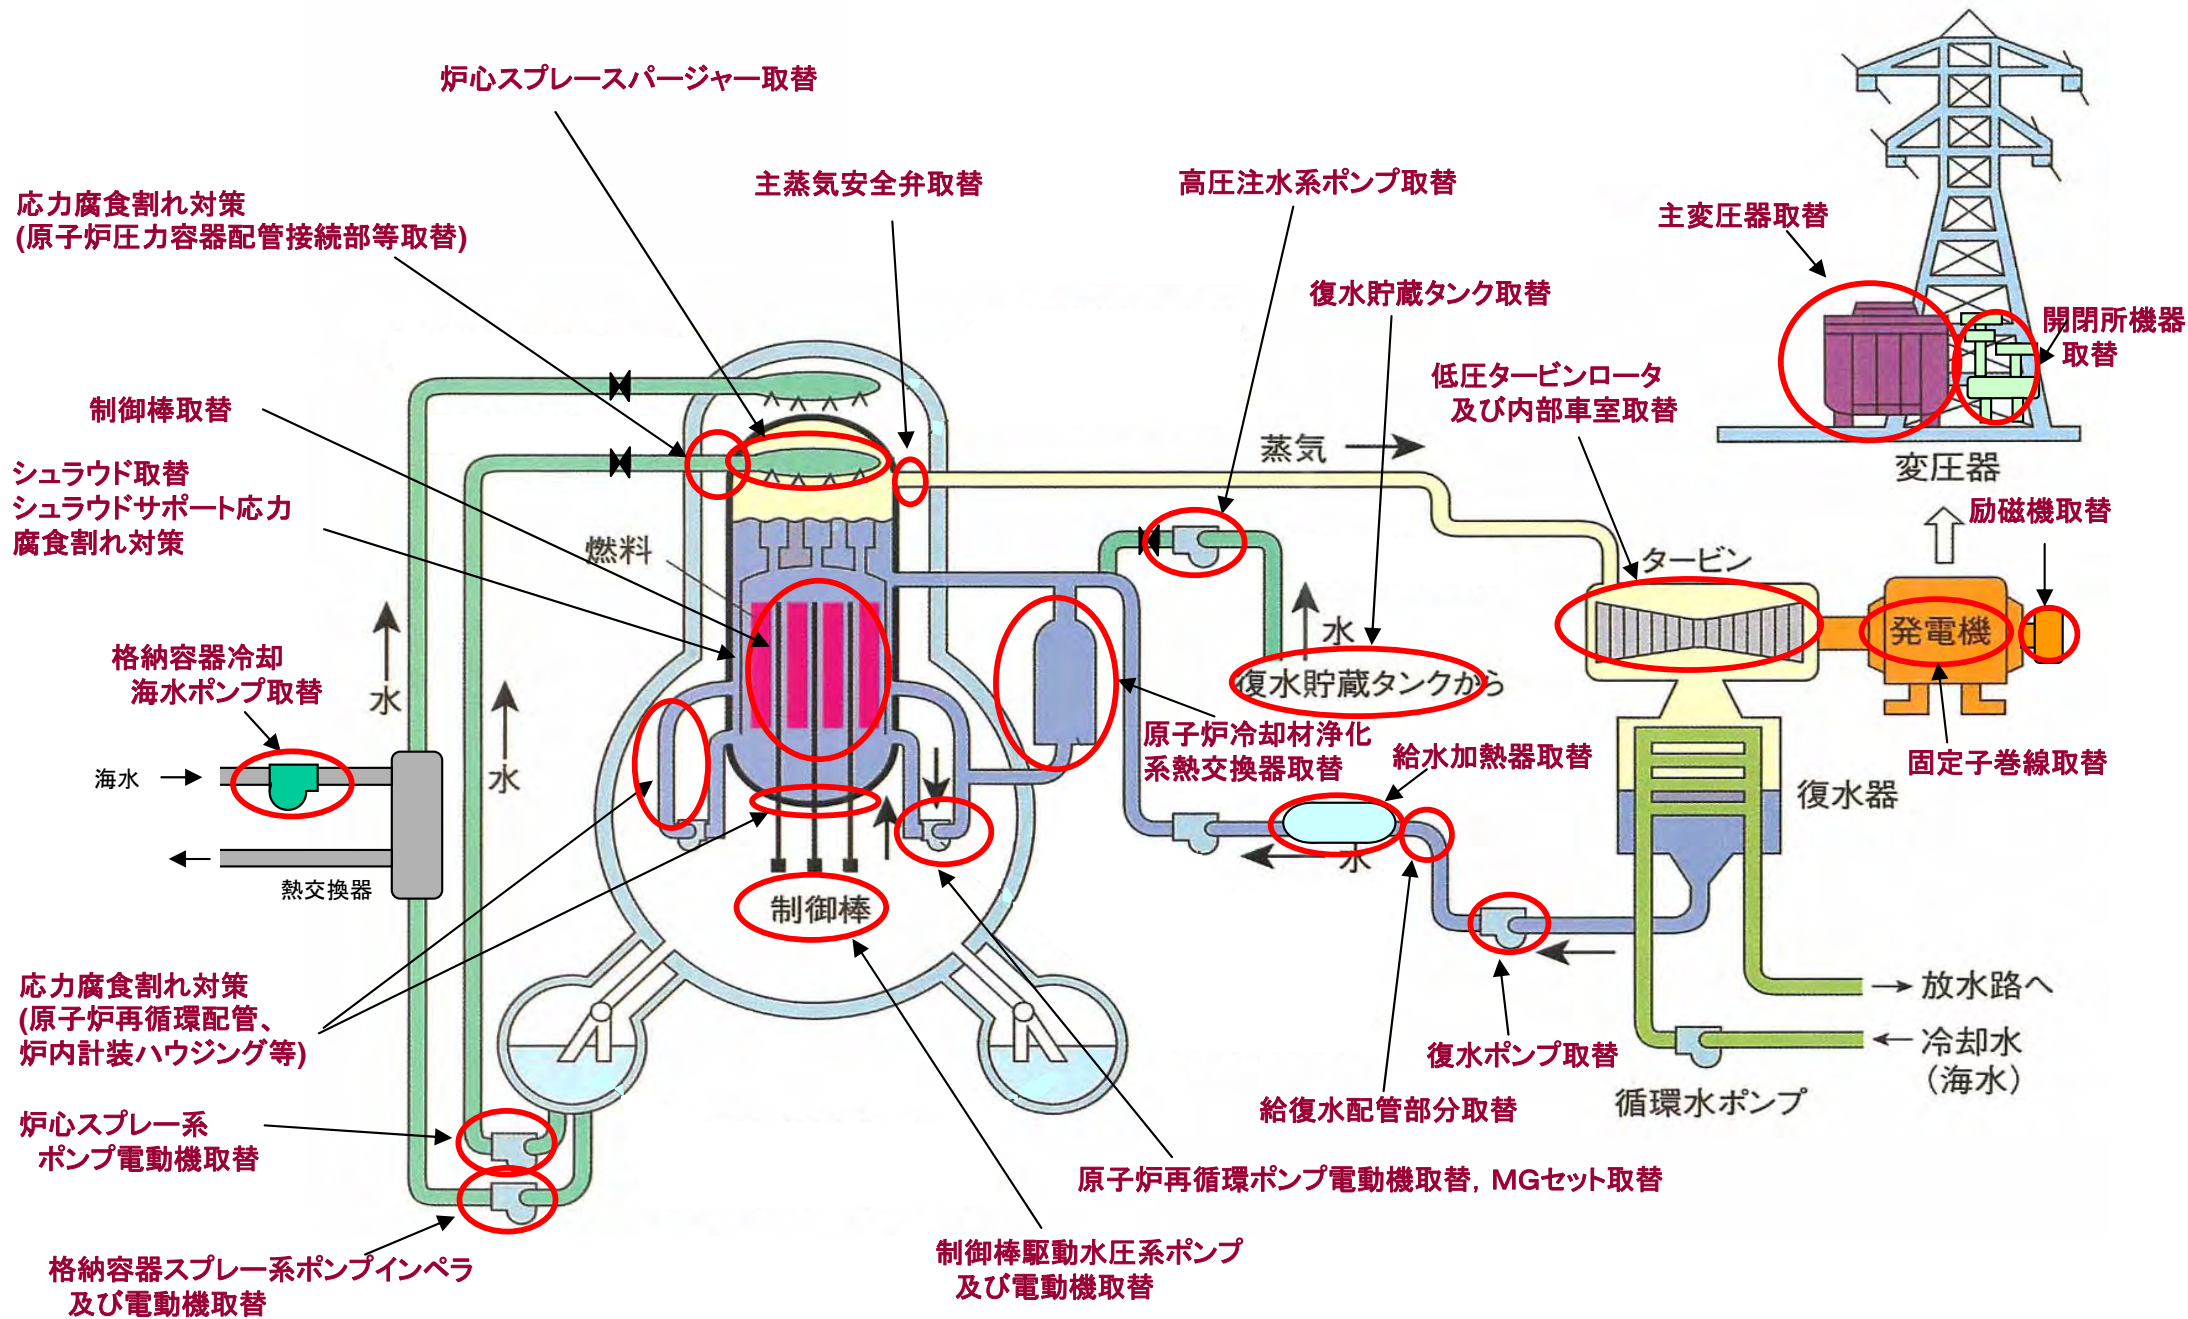 炉心スプレースパージャー取替
主蒸気安全弁取替
高圧注水系ポンプ取替
応力腐食割れ対策
(原子炉圧力容器配管接続部等取替)
主変圧器取替
復水貯蔵タンク取替
開閉所機器
取替
低圧タービンロータ
及び内部車室取替
制御棒取替
蒸気
変圧器
シュラウド取替
シュラウドサポート応力
腐食割れ対策
励磁機取替
燃料
タービン
水
発電機
格納容器冷却
海水ポンプ取替
水
復水貯蔵タンクから
原子炉冷却材浄化
系熱交換器取替
給水加熱器取替
固定子巻線取替
海水
水
復水器
水
熱交換器
制御棒
応力腐食割れ対策
(原子炉再循環配管、
炉内計装ハウジング等)
放水路へ
冷却水
（海水）
復水ポンプ取替
循環水ポンプ
給復水配管部分取替
炉心スプレー系
ポンプ電動機取替
原子炉再循環ポンプ電動機取替，MGセット取替
制御棒駆動水圧系ポンプ
及び電動機取替
格納容器スプレー系ポンプインペラ
及び電動機取替